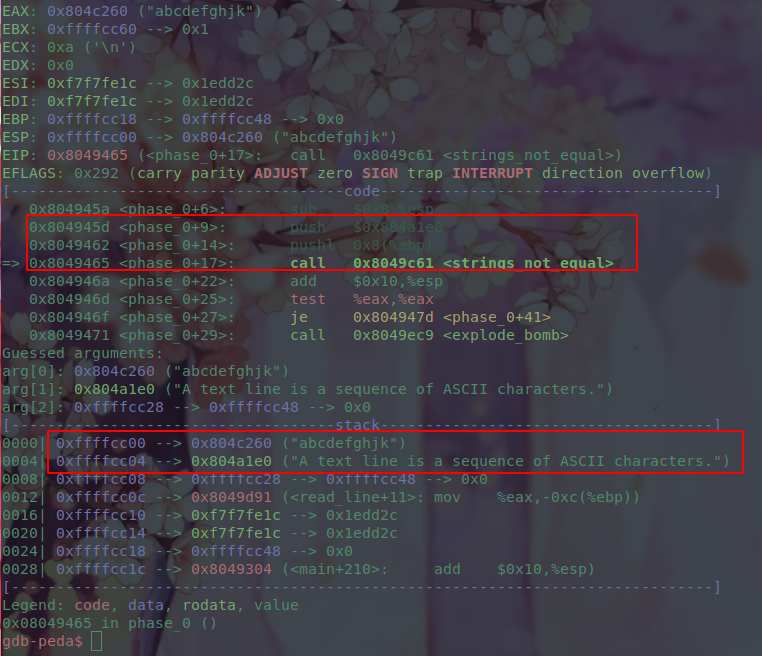 EAX: 0x804c260 ("abcdefghjk")
EBX: 0xffffcc60 --> 0x1
ECX: 0xa ('\n')
EDX: 0x0
ESI: 0xf7f7fe1c --> 0x1edd2c
EDI: 0xf7f7fe1c --> 0x1edd2c
EBP: 0xffffcc18 --> 0xffffcc48 --> 0x0
ESP: 0xffffcc00 --> 0x804c260 ("abcdefghjk")
EIP: 0x8049465 (<phase_0+17>:   call   0x8049c61 <strings_not_equal>)
EFLAGS: 0x292 (carry parity ADJUST zero SIGN trap INTERRUPT direction overflow)
[-------------------------------------code-------------------------------------]
   0x804945a <phase_0+6>:       sub    $0x8,%esp
   0x804945d <phase_0+9>:       push   $0x804a1e0
   0x8049462 <phase_0+14>:      pushl  0x8(%ebp)
=> 0x8049465 <phase_0+17>:      call   0x8049c61 <strings_not_equal>
   0x804946a <phase_0+22>:      add    $0x10,%esp
   0x804946d <phase_0+25>:      test   %eax,%eax
   0x804946f <phase_0+27>:      je     0x804947d <phase_0+41>
   0x8049471 <phase_0+29>:      call   0x8049ec9 <explode_bomb>
Guessed arguments:
arg[0]: 0x804c260 ("abcdefghjk")
arg[1]: 0x804a1e0 ("A text line is a sequence of ASCII characters.")
arg[2]: 0xffffcc28 --> 0xffffcc48 --> 0x0
[------------------------------------stack-------------------------------------]
0000| 0xffffcc00 --> 0x804c260 ("abcdefghjk")
0004| 0xffffcc04 --> 0x804a1e0 ("A text line is a sequence of ASCII characters.")
0008| 0xffffcc08 --> 0xffffcc28 --> 0xffffcc48 --> 0x0
0012| 0xffffcc0c --> 0x8049d91 (<read_line+11>: mov    %eax,-0xc(%ebp))
0016| 0xffffcc10 --> 0xf7f7fe1c --> 0x1edd2c
0020| 0xffffcc14 --> 0xf7f7fe1c --> 0x1edd2c
0024| 0xffffcc18 --> 0xffffcc48 --> 0x0
0028| 0xffffcc1c --> 0x8049304 (<main+210>:     add    $0x10,%esp)
[------------------------------------------------------------------------------]
Legend: code, data, rodata, value
0x08049465 in phase_0 ()
gdb-peda$